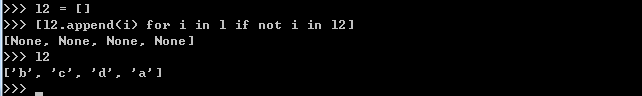 >>> l2 = []
>>> [l2.append(i) for i in l if not i in l2]
[None, None, None, None]
>>> l2
['b', 'c', 'd', 'a']
>>> _